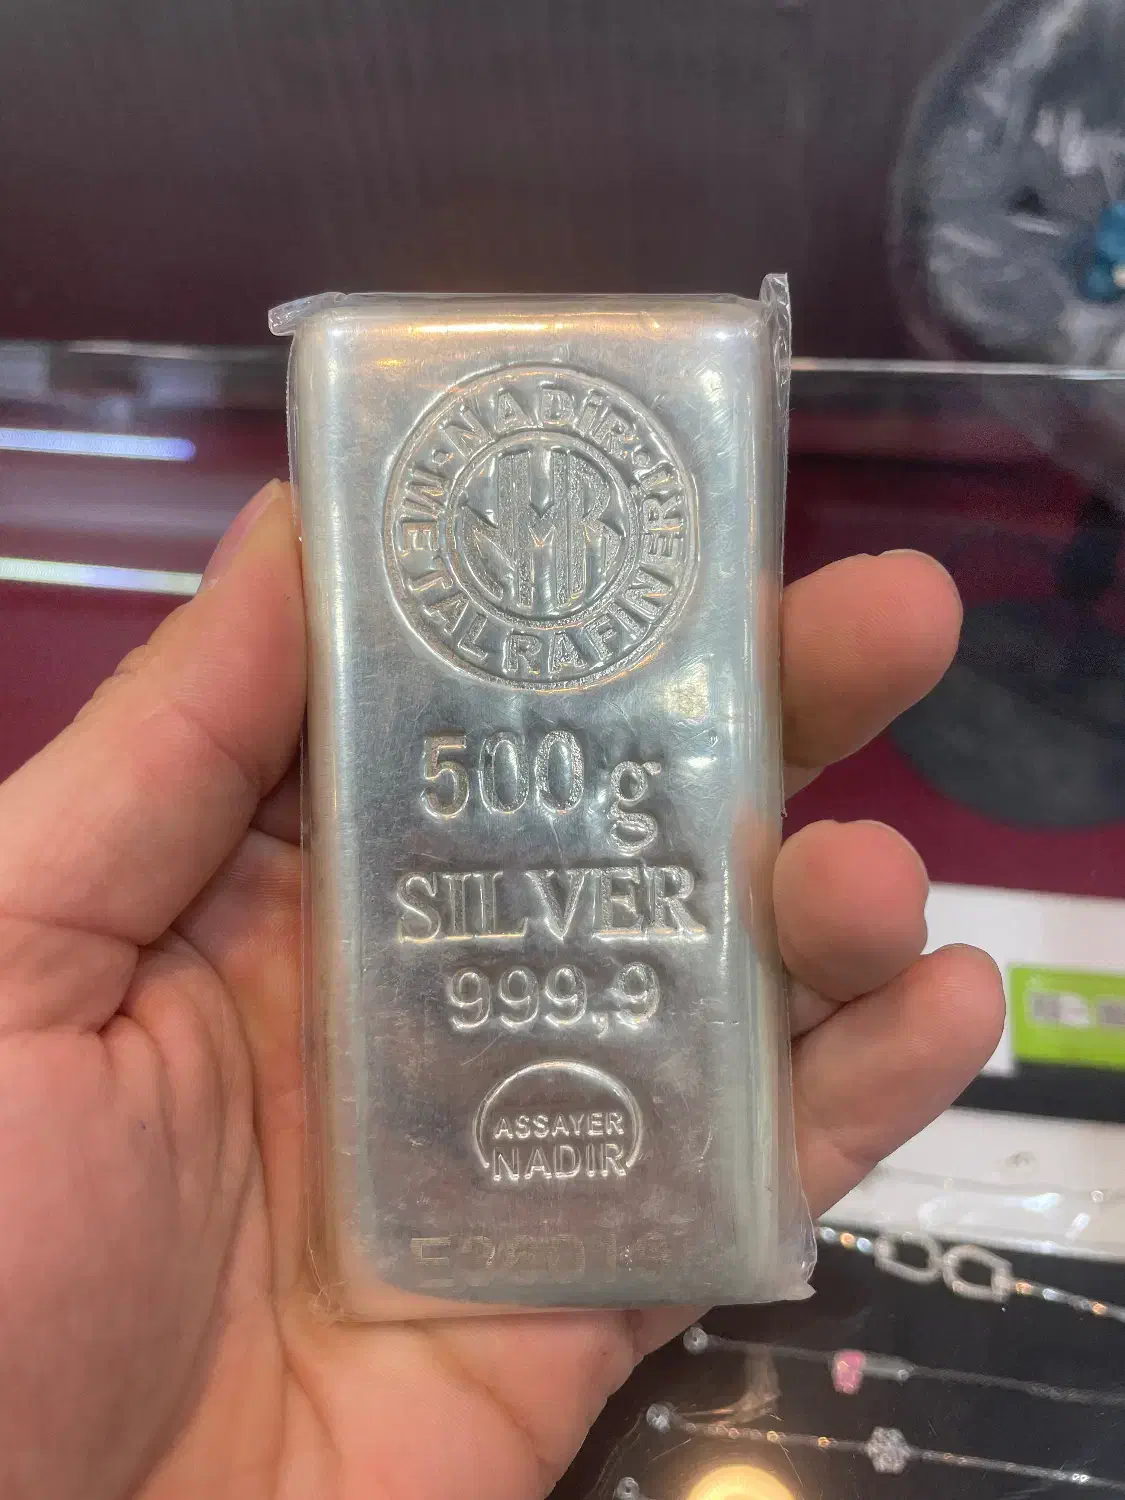 NADİR
METAL RAFİNERİ
NMR
500 g
SILVER
999,9
ASSAYER
NADIR